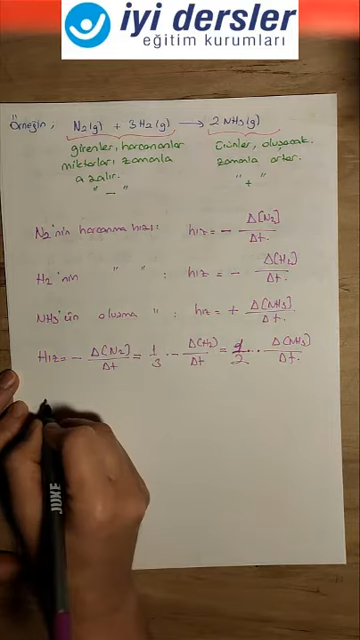 iyi dersler
eğitim kurumları
Örneğin; N₂(g) + 3H₂(g) → 2NH₃(g)
girenler, harcananlar
miktarları zamanla
azalır.
" − "
ürünler, oluşacak.
zamanla artar.
" + "
N₂'nin harcanma hızı: hız = − Δ[N₂]/Δt.
H₂'nin " " : hız = − Δ[H₂]/Δt.
NH₃'ün oluşma " : hız = + Δ[NH₃]/Δt.
Hız = − Δ[N₂]/Δt = 1/3 · − Δ[H₂]/Δt = 1/2 · · Δ[NH₃]/Δt.
JUXE